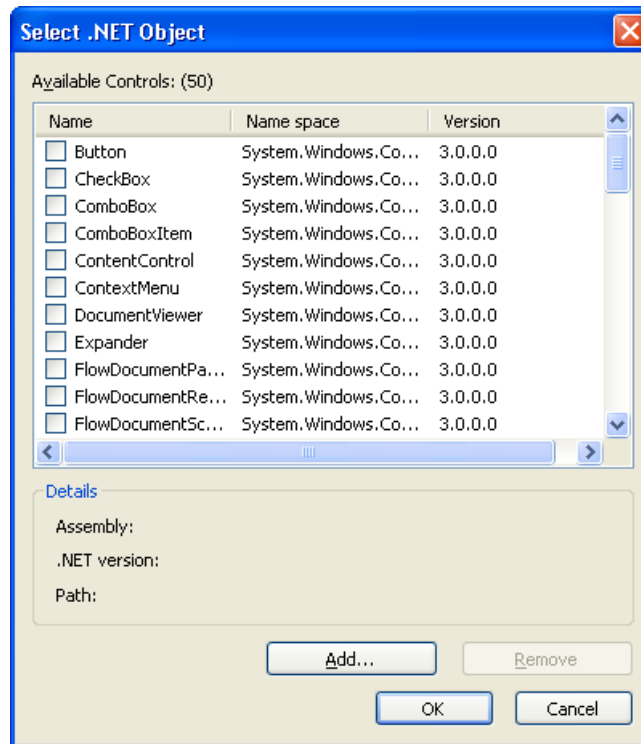 Select .NET Object
Available Controls: (50)
Name Name space Version
Button System.Windows.Co... 3.0.0.0
CheckBox System.Windows.Co... 3.0.0.0
ComboBox System.Windows.Co... 3.0.0.0
ComboBoxItem System.Windows.Co... 3.0.0.0
ContentControl System.Windows.Co... 3.0.0.0
ContextMenu System.Windows.Co... 3.0.0.0
DocumentViewer System.Windows.Co... 3.0.0.0
Expander System.Windows.Co... 3.0.0.0
FlowDocumentPa... System.Windows.Co... 3.0.0.0
FlowDocumentRe... System.Windows.Co... 3.0.0.0
FlowDocumentSc... System.Windows.Co... 3.0.0.0
Details
Assembly:
.NET version:
Path:
Add... Remove
OK Cancel